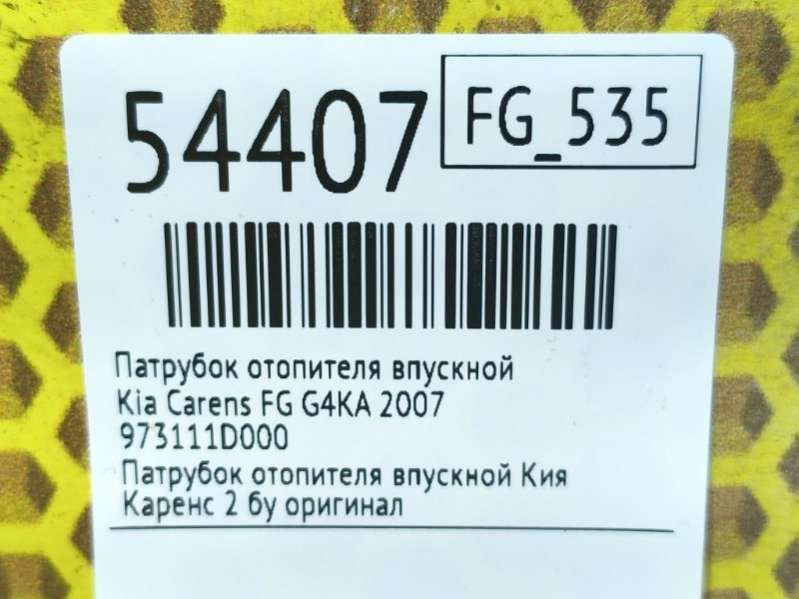 54407
FG_535
Патрубок отопителя впускной
Kia Carens FG G4KA 2007
973111D000
Патрубок отопителя впускной Кия
Каренс 2 бу оригинал